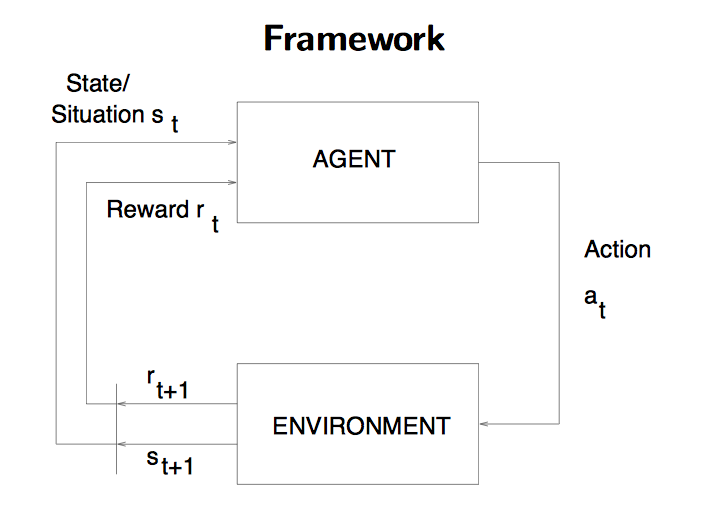 Framework
State/
Situation s t
AGENT
Reward r t
Action
a t
r t+1
ENVIRONMENT
s t+1